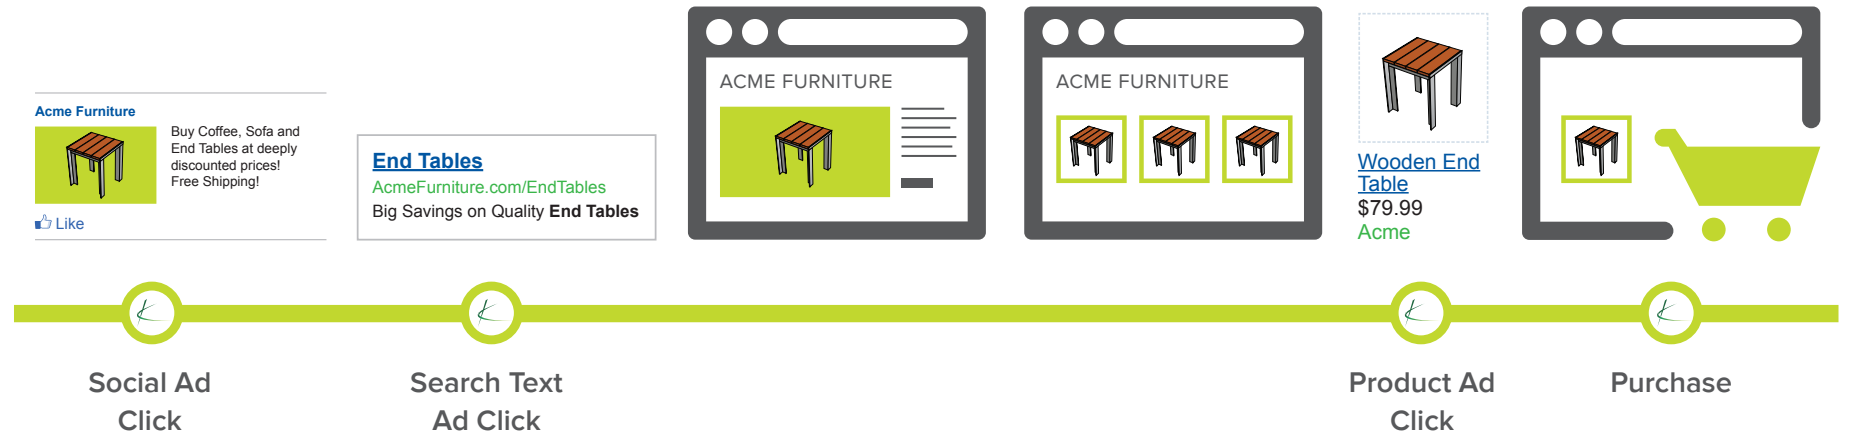 Acme Furniture
Buy Coffee, Sofa and
End Tables at deeply
discounted prices!
Free Shipping!
Like
End Tables
AcmeFurniture.com/EndTables
Big Savings on Quality End Tables
ACME FURNITURE
ACME FURNITURE
Wooden End
Table
$79.99
Acme
Social Ad
Click
Search Text
Ad Click
Product Ad
Click
Purchase